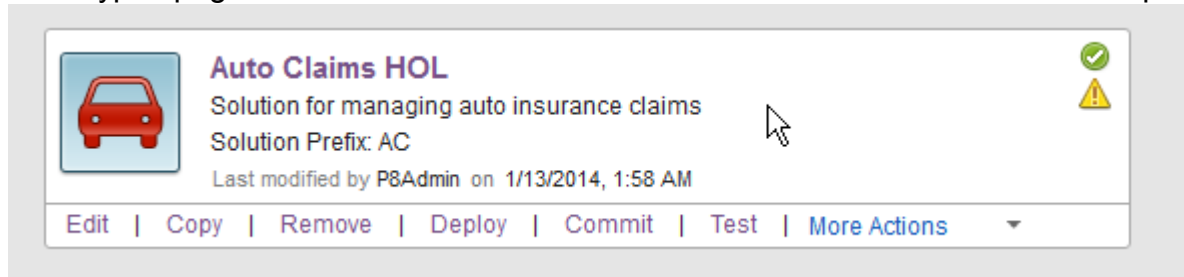 Auto Claims HOL
Solution for managing auto insurance claims
Solution Prefix: AC
Last modified by P8Admin on 1/13/2014, 1:58 AM
Edit | Copy | Remove | Deploy | Commit | Test | More Actions